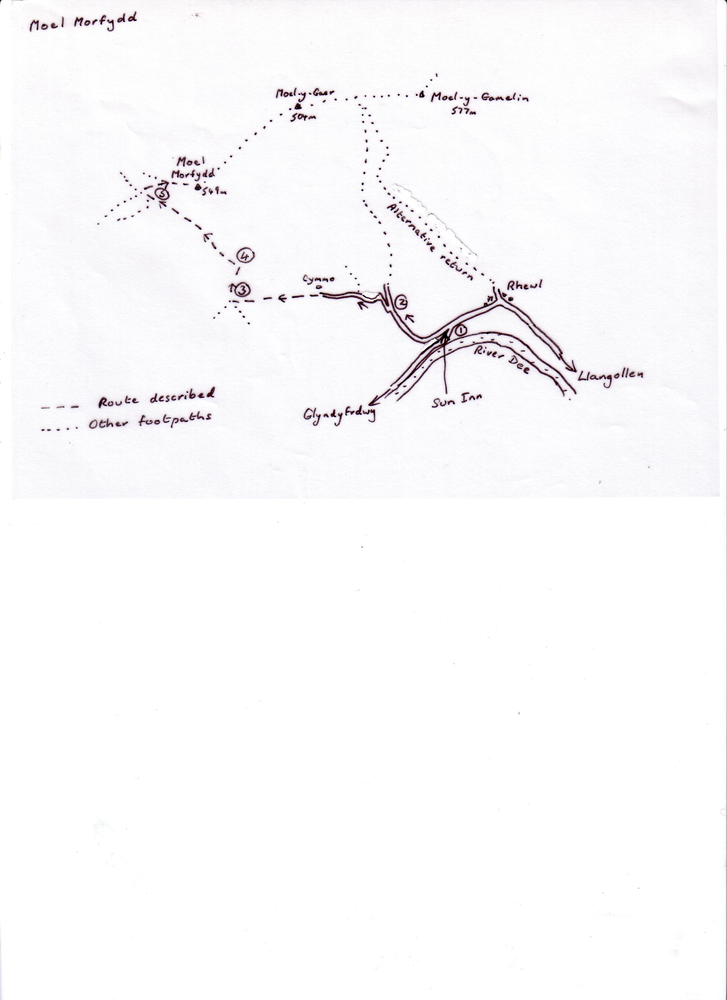 Moel Morfydd
Moel-y-Gaer
504m
Moel-y-Gamelin
577m
Moel
Morfydd
549m
5
4
3
Cymmo
2
Alternative return
Rhewl
1
River Dee
Llangollen
Sun Inn
Glyndyfrdwy
Route described
Other footpaths